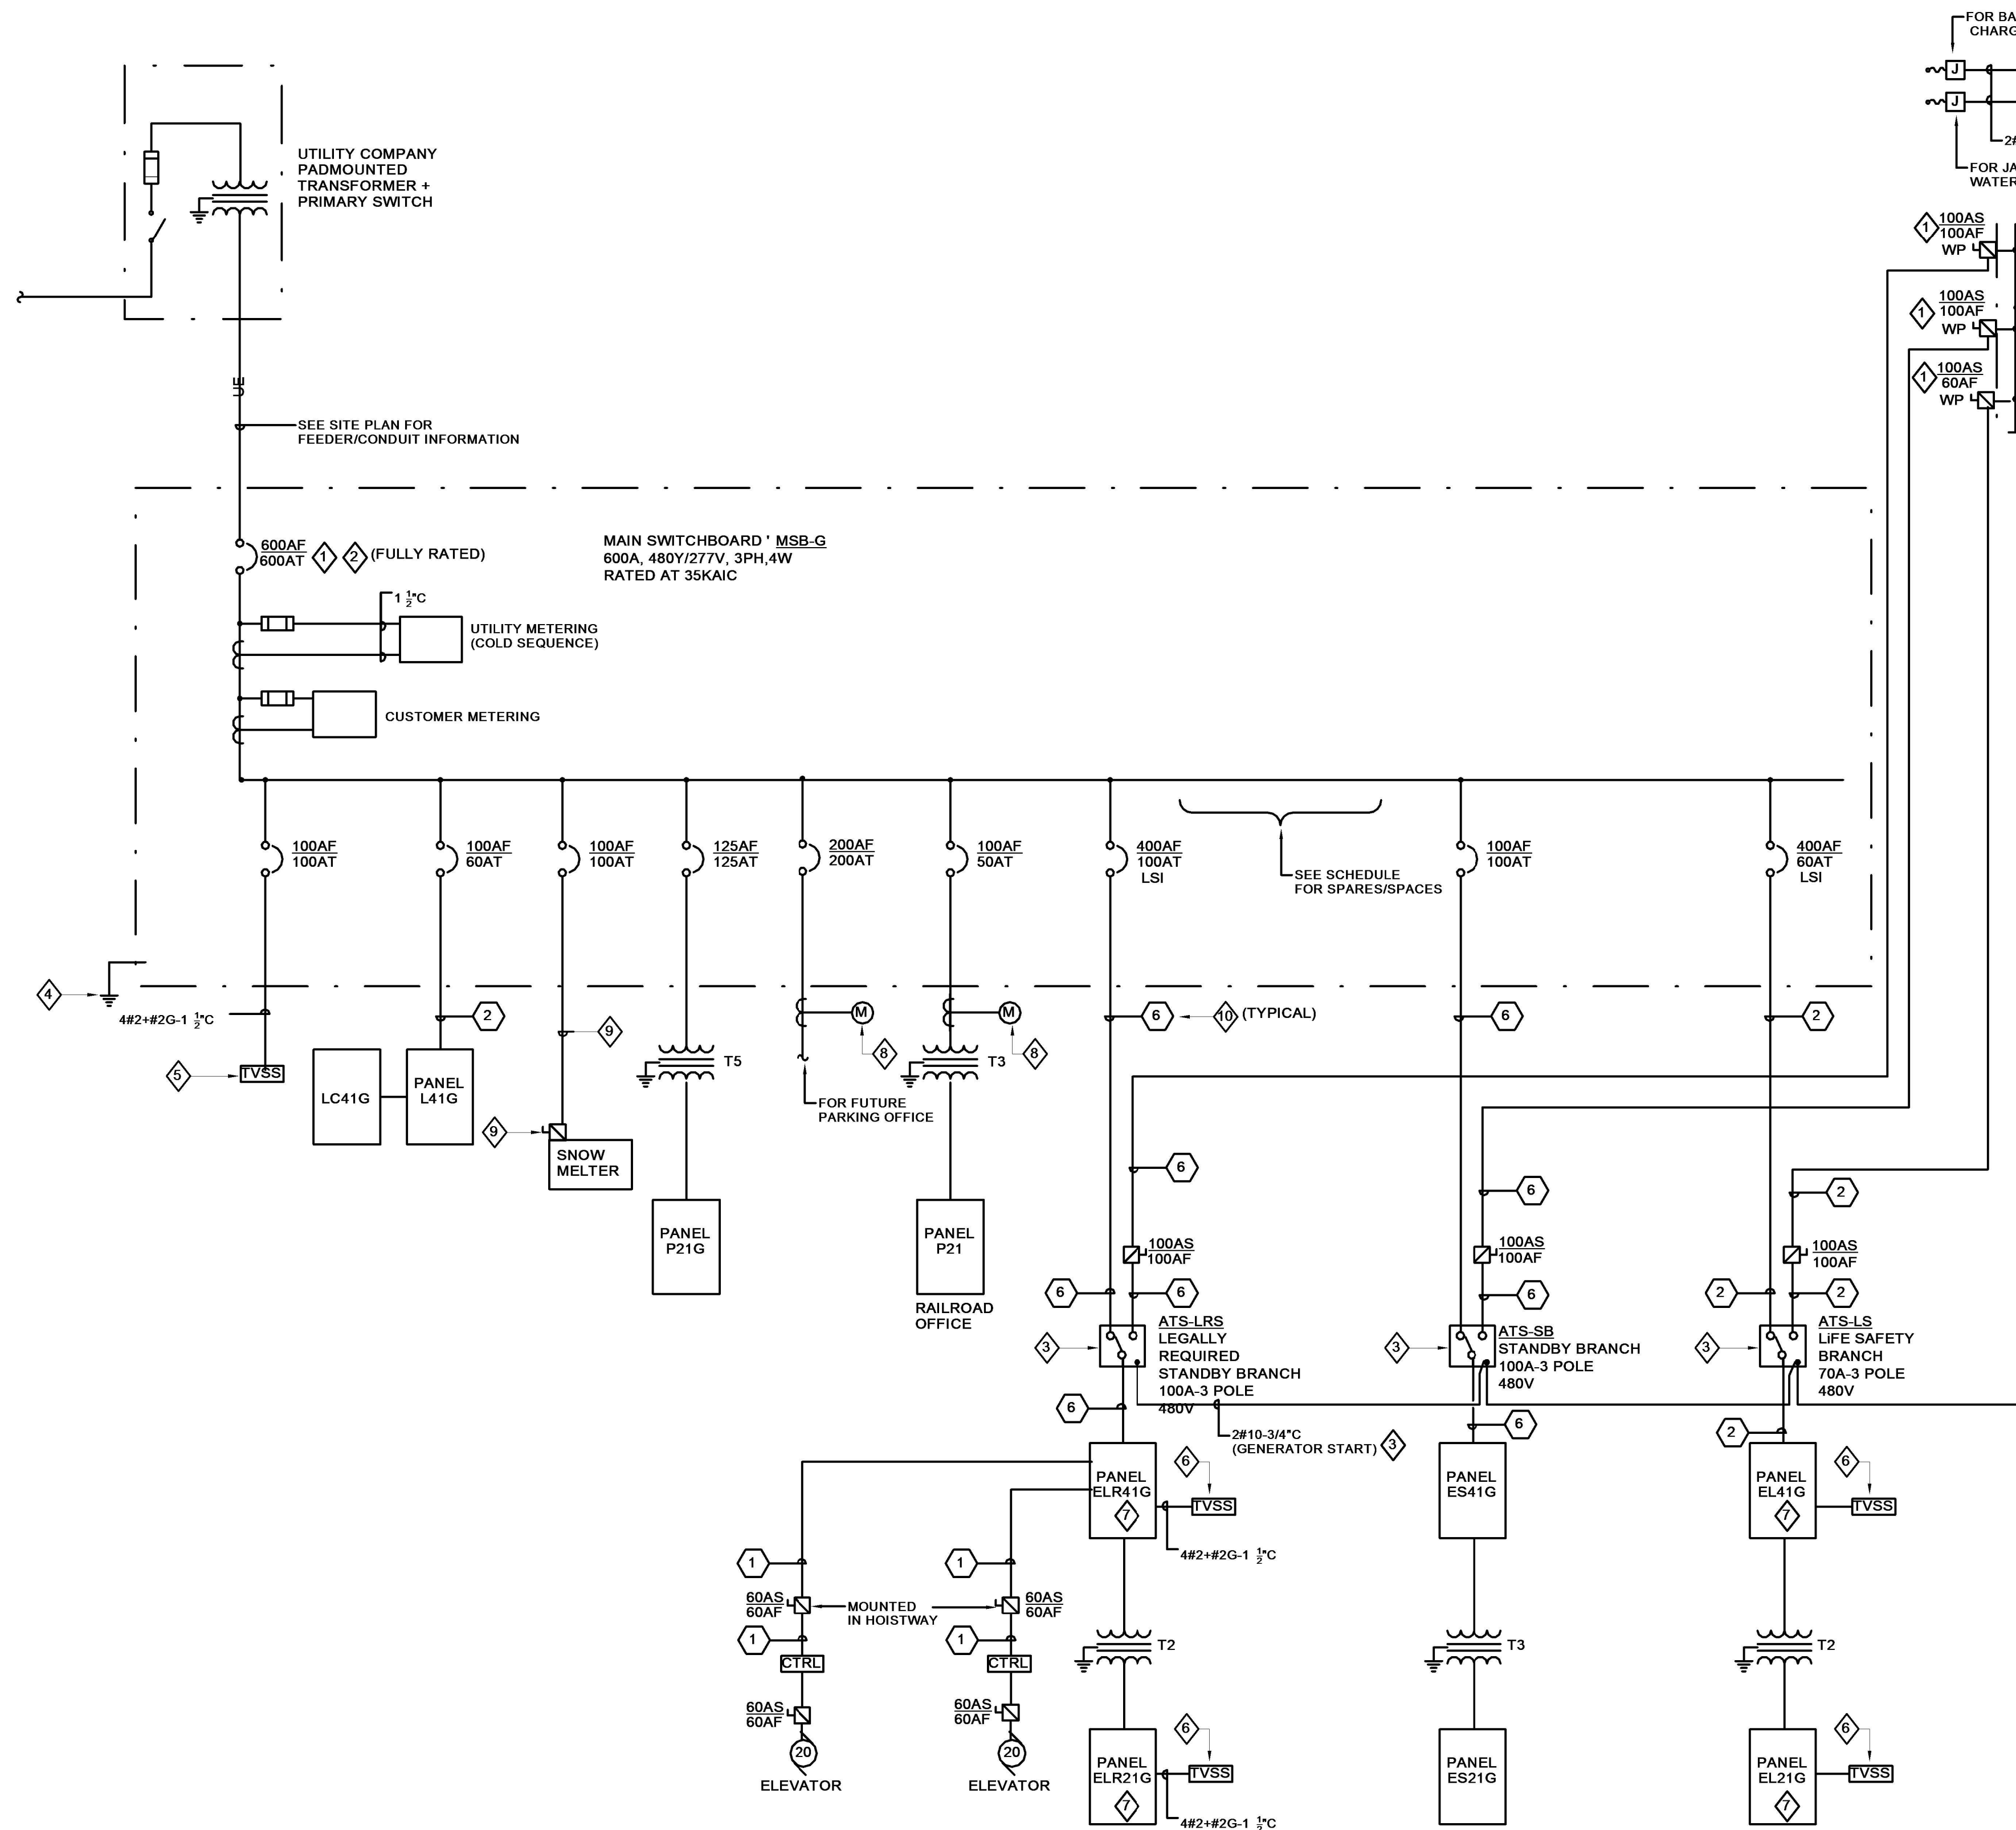 FOR BA
CHARG
J
J
2#
FOR JA
WATER
UTILITY COMPANY
PADMOUNTED
TRANSFORMER +
PRIMARY SWITCH
1
100AS
100AF
WP
1
100AS
100AF
WP
1
100AS
60AF
WP
UE
SEE SITE PLAN FOR
FEEDER/CONDUIT INFORMATION
600AF
600AT
1
2
(FULLY RATED)
MAIN SWITCHBOARD ' MSB-G
600A, 480Y/277V, 3PH,4W
RATED AT 35KAIC
1 1/2"C
UTILITY METERING
(COLD SEQUENCE)
CUSTOMER METERING
100AF
100AT
100AF
60AT
100AF
100AT
125AF
125AT
200AF
200AT
100AF
50AT
400AF
100AT
LSI
SEE SCHEDULE
FOR SPARES/SPACES
100AF
100AT
400AF
60AT
LSI
4
4#2+#2G-1 1/2"C
2
9
M
8
M
8
6
10
(TYPICAL)
6
2
5
TVSS
LC41G
PANEL
L41G
9
SNOW
MELTER
T5
FOR FUTURE
PARKING OFFICE
T3
PANEL
P21G
PANEL
P21
RAILROAD
OFFICE
6
6
2
100AS
100AF
100AS
100AF
100AS
100AF
6
6
6
2
2
3
ATS-LRS
LEGALLY
REQUIRED
STANDBY BRANCH
100A-3 POLE
480V
3
ATS-SB
STANDBY BRANCH
100A-3 POLE
480V
3
ATS-LS
LiFE SAFETY
BRANCH
70A-3 POLE
480V
6
2#10-3/4"C
(GENERATOR START)
3
6
2
PANEL
ELR41G
7
6
TVSS
4#2+#2G-1 1/2"C
PANEL
ES41G
PANEL
EL41G
7
6
TVSS
1
1
60AS
60AF
MOUNTED
IN HOISTWAY
60AS
60AF
1
1
CTRL
CTRL
T2
T3
T2
60AS
60AF
60AS
60AF
20
ELEVATOR
20
ELEVATOR
PANEL
ELR21G
7
6
TVSS
4#2+#2G-1 1/2"C
PANEL
ES21G
PANEL
EL21G
7
6
TVSS